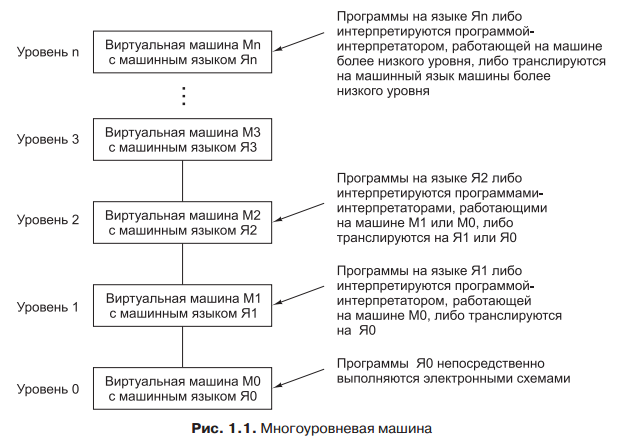 Уровень n
Виртуальная машина Мn
с машинным языком Яn
Программы на языке Яn либо
интерпретируются программой-
интерпретатором, работающей на машине
более низкого уровня, либо транслируются
на машинный язык машины более
низкого уровня
Уровень 3
Виртуальная машина М3
с машинным языком Я3
Уровень 2
Виртуальная машина М2
с машинным языком Я2
Программы на языке Я2 либо
интерпретируются программами-
интерпретаторами, работающими
на машине М1 или М0, либо
транслируются на Я1 или Я0
Уровень 1
Виртуальная машина М1
с машинным языком Я1
Программы на языке Я1 либо
интерпретируются программой-
интерпретатором, работающей
на машине М0, либо транслируются
на Я0
Уровень 0
Виртуальная машина М0
с машинным языком Я0
Программы Я0 непосредственно
выполняются электронными схемами
Рис. 1.1. Многоуровневая машина